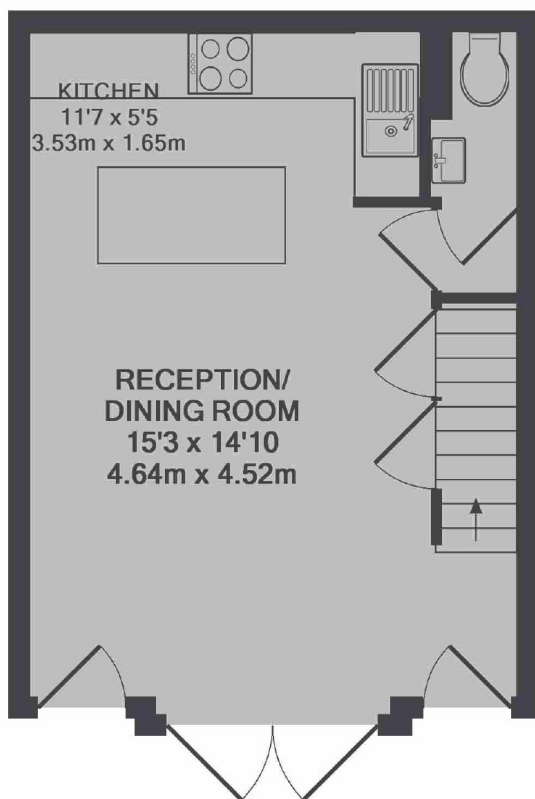 KITCHEN
11'7 x 5'5
3.53m x 1.65m
RECEPTION/
DINING ROOM
15'3 x 14'10
4.64m x 4.52m